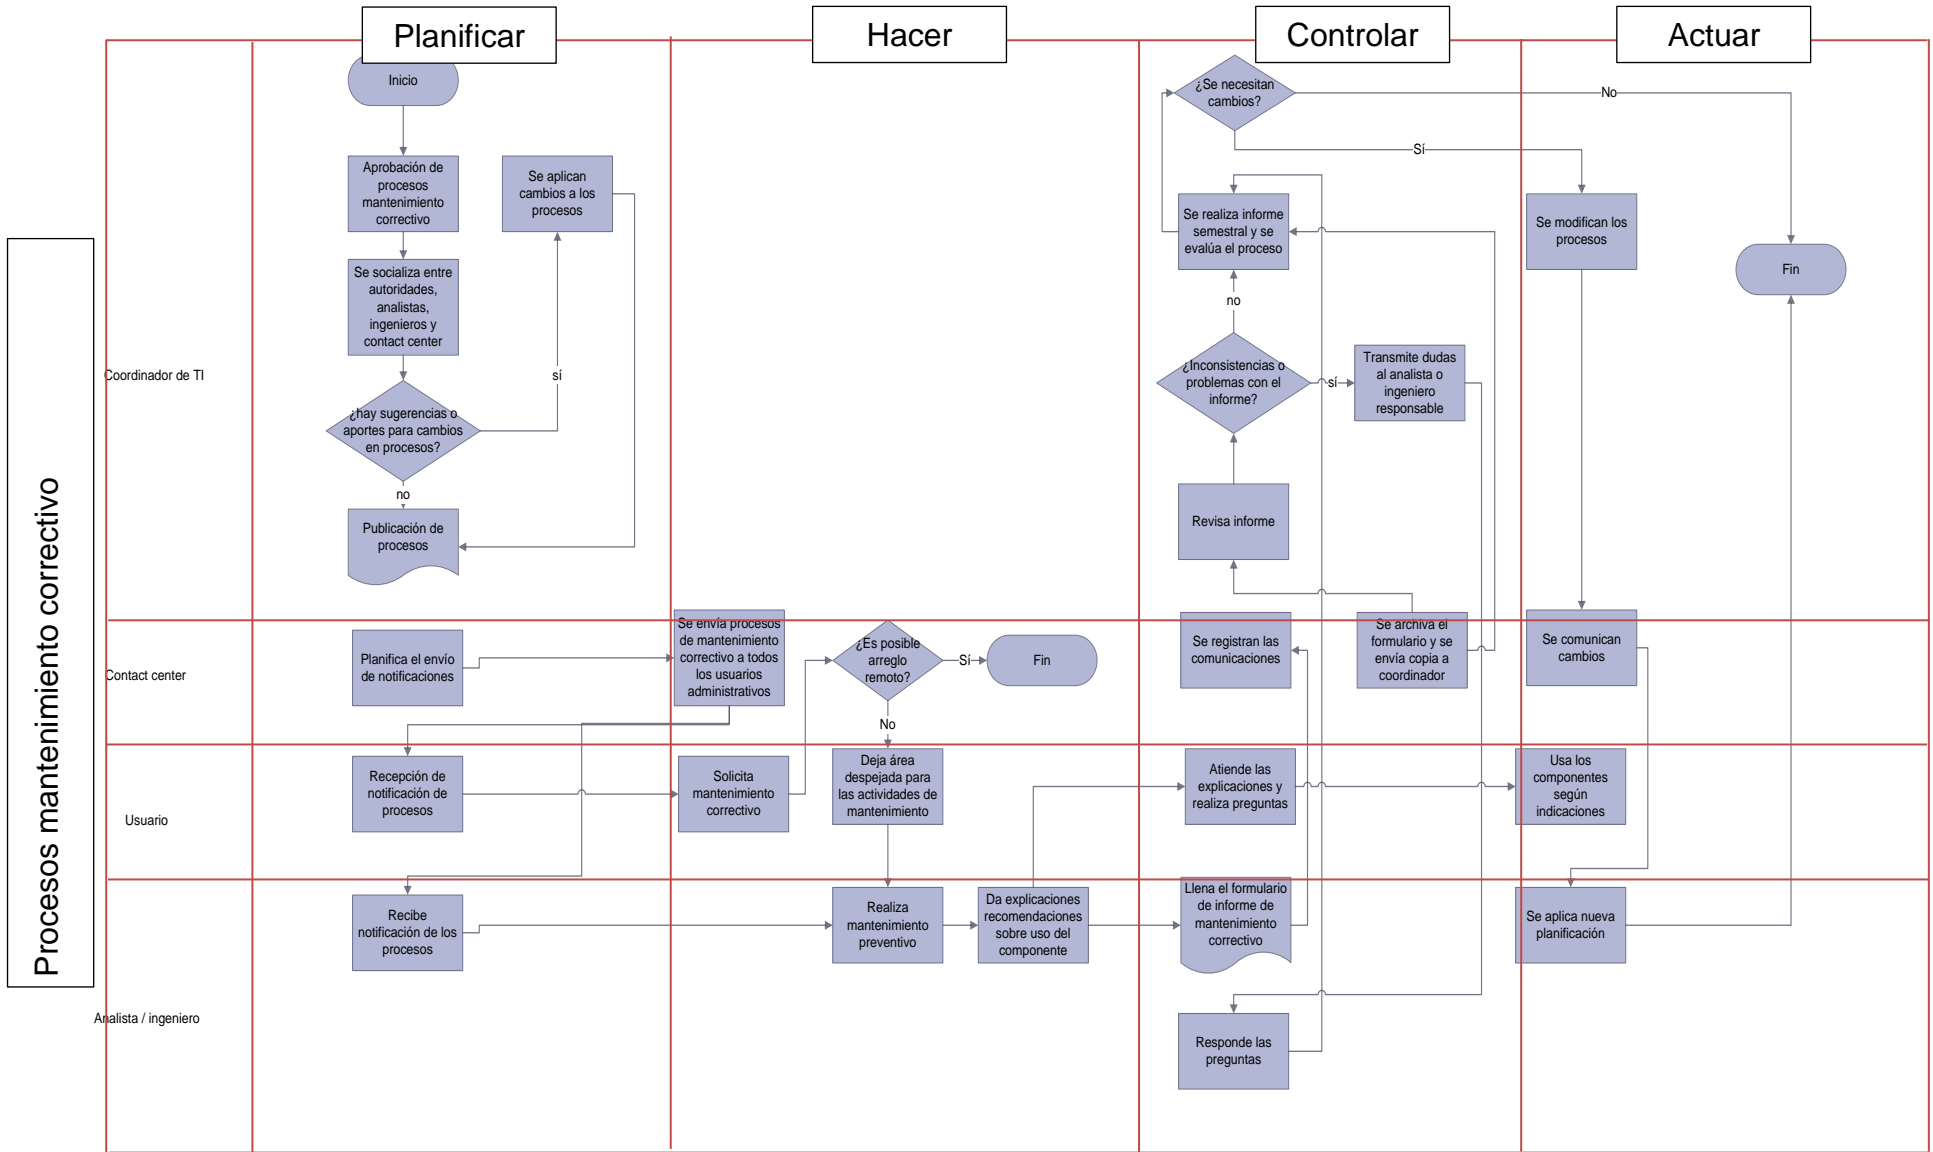 Planificar
Hacer
Controlar
Actuar
Procesos mantenimiento correctivo
Coordinador de TI
Inicio
Aprobación de
procesos
mantenimiento
correctivo
Se aplican
cambios a los
procesos
Se socializa entre
autoridades,
analistas,
ingenieros y
contact center
¿hay sugerencias o
aportes para cambios
en procesos?
sí
no
Publicación de
procesos
¿Se necesitan
cambios?
No
Sí
Se realiza informe
semestral y se
evalúa el proceso
no
¿Inconsistencias o
problemas con el
informe?
sí
Transmite dudas
al analista o
ingeniero
responsable
Revisa informe
Se modifican los
procesos
Fin
Contact center
Planifica el envío
de notificaciones
Se envía procesos
de mantenimiento
correctivo a todos
los usuarios
administrativos
¿Es posible
arreglo
remoto?
Sí
Fin
No
Se registran las
comunicaciones
Se archiva el
formulario y se
envía copia a
coordinador
Se comunican
cambios
Usuario
Recepción de
notificación de
procesos
Solicita
mantenimiento
correctivo
Deja área
despejada para
las actividades de
mantenimiento
Atiende las
explicaciones y
realiza preguntas
Usa los
componentes
según
indicaciones
Analista / ingeniero
Recibe
notificación de los
procesos
Realiza
mantenimiento
preventivo
Da explicaciones
recomendaciones
sobre uso del
componente
Llena el formulario
de informe de
mantenimiento
correctivo
Se aplica nueva
planificación
Responde las
preguntas